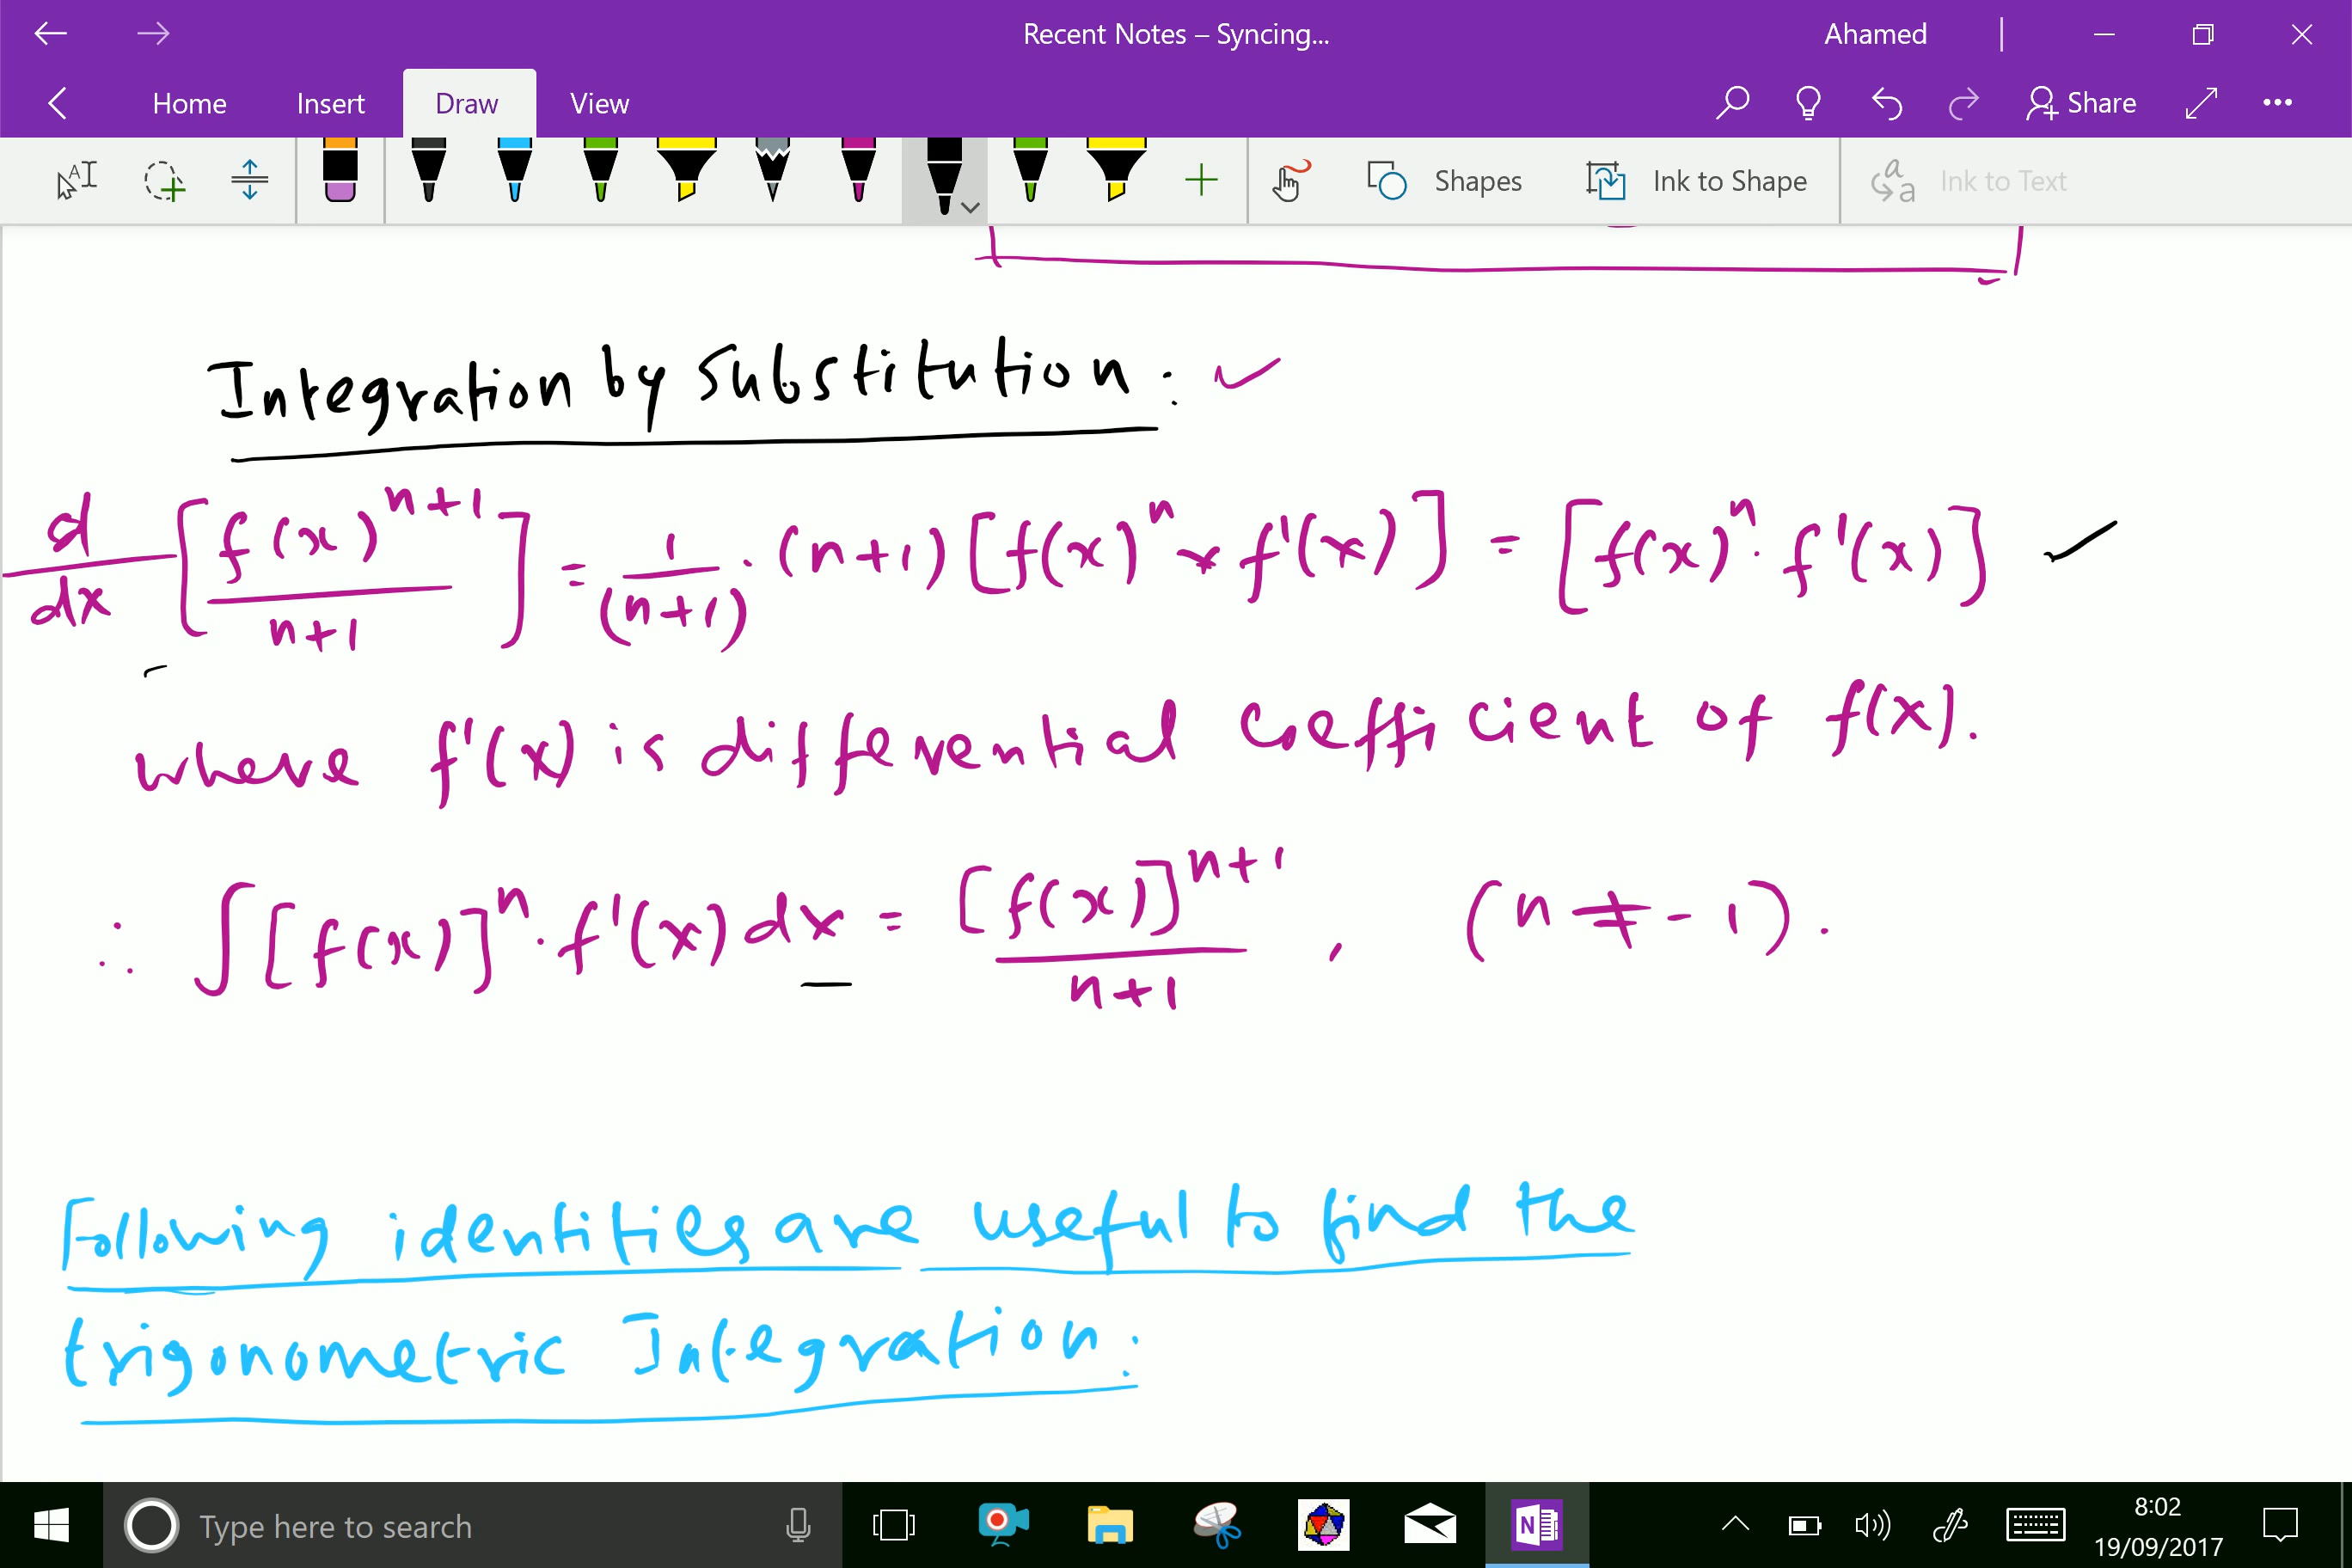 Recent Notes – Syncing...
Ahamed
Home Insert Draw View
Share
Shapes Ink to Shape Ink to Text
Integration by Substitution :
d/dx [f(x)^n+1 / n+1] = 1/(n+1) · (n+1) [f(x)^n * f'(x)] = [f(x)^n · f'(x)]
where f'(x) is differential coefficient of f(x).
∴ ∫[f(x)]^n · f'(x) dx = [f(x)]^n+1 / n+1 , (n ≠ -1).
Following identities are useful to find the
trigonometric Integration:
Type here to search
8:02
19/09/2017